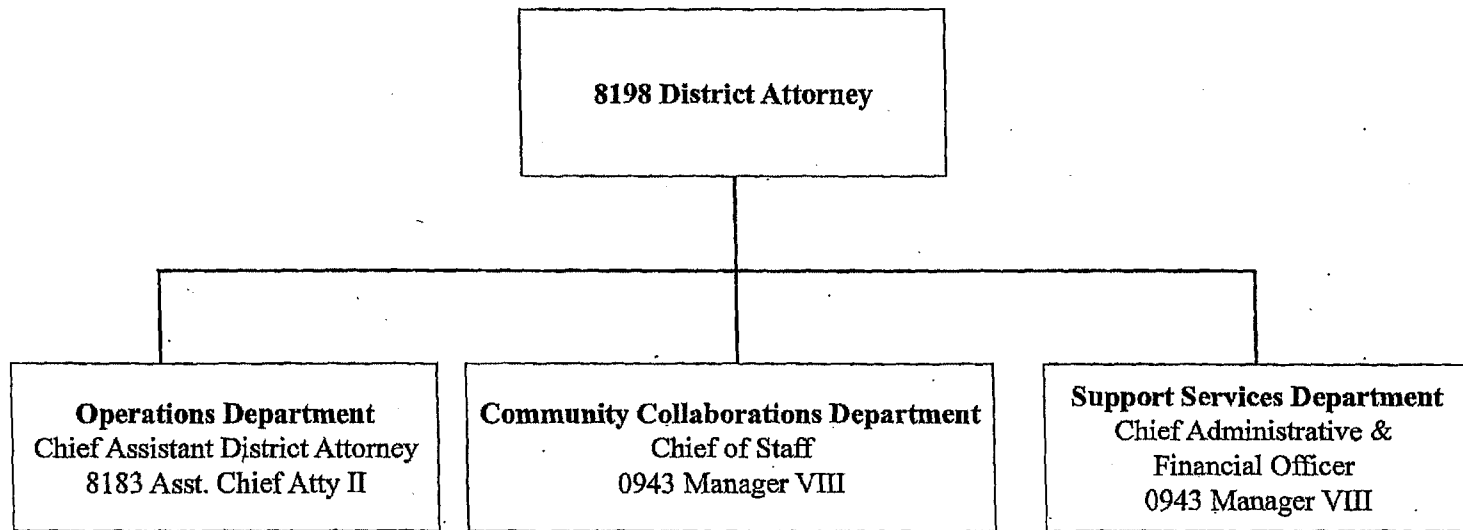 8198 District Attorney
Operations Department
Chief Assistant District Attorney
8183 Asst. Chief Atty II
Community Collaborations Department
Chief of Staff
0943 Manager VIII
Support Services Department
Chief Administrative &
Financial Officer
0943 Manager VIII